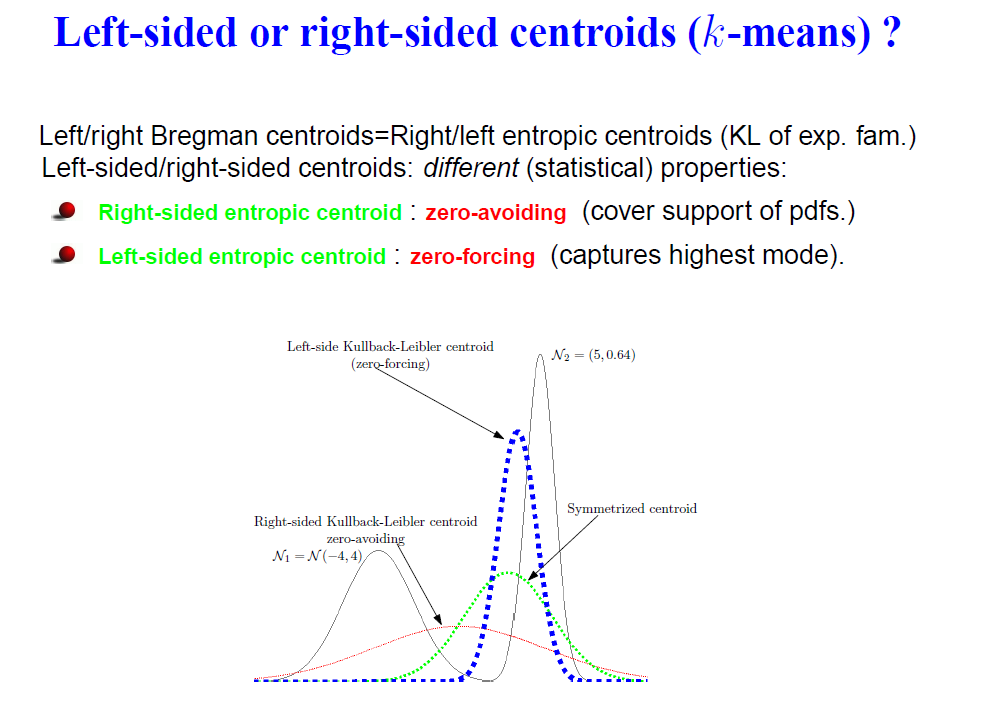 Left-sided or right-sided centroids (k-means) ?
Left/right Bregman centroids=Right/left entropic centroids (KL of exp. fam.)
Left-sided/right-sided centroids: different (statistical) properties:
Right-sided entropic centroid : zero-avoiding (cover support of pdfs.)
Left-sided entropic centroid : zero-forcing (captures highest mode).
Left-side Kullback-Leibler centroid
(zero-forcing)
N₂ = (5, 0.64)
Symmetrized centroid
Right-sided Kullback-Leibler centroid
zero-avoiding
N₁ = N(−4, 4)